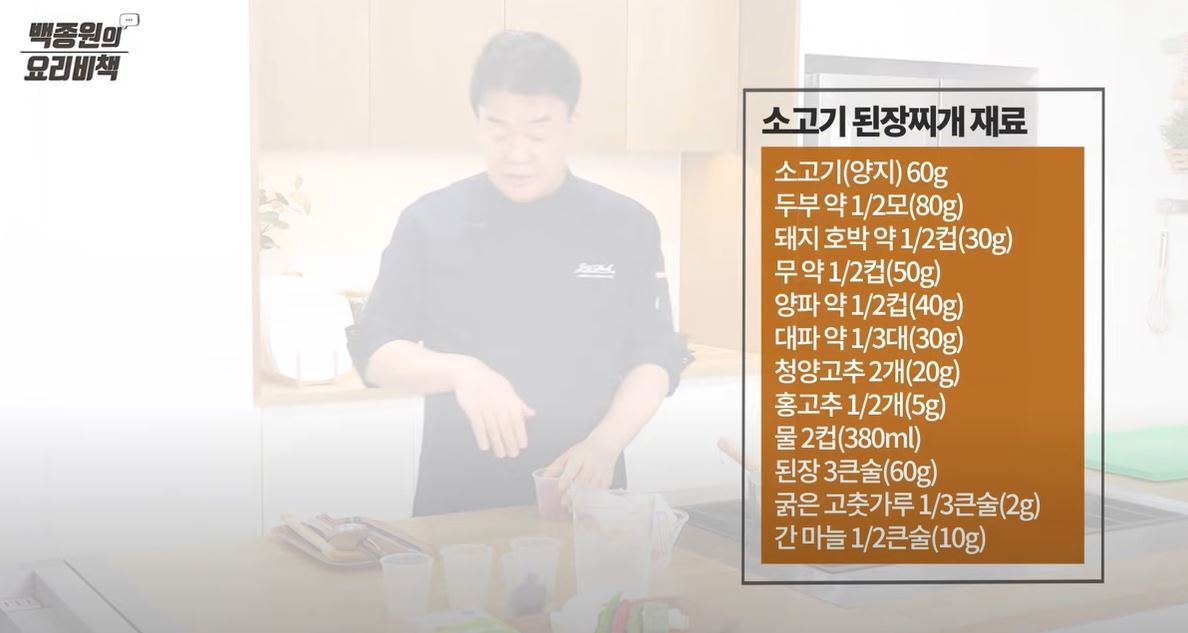 백종원의
요리비책
소고기 된장찌개 재료
소고기(양지) 60g
두부 약 1/2모(80g)
돼지 호박 약 1/2컵(30g)
무 약 1/2컵(50g)
양파 약 1/2컵(40g)
대파 약 1/3대(30g)
청양고추 2개(20g)
홍고추 1/2개(5g)
물 2컵(380ml)
된장 3큰술(60g)
굵은 고춧가루 1/3큰술(2g)
간 마늘 1/2큰술(10g)